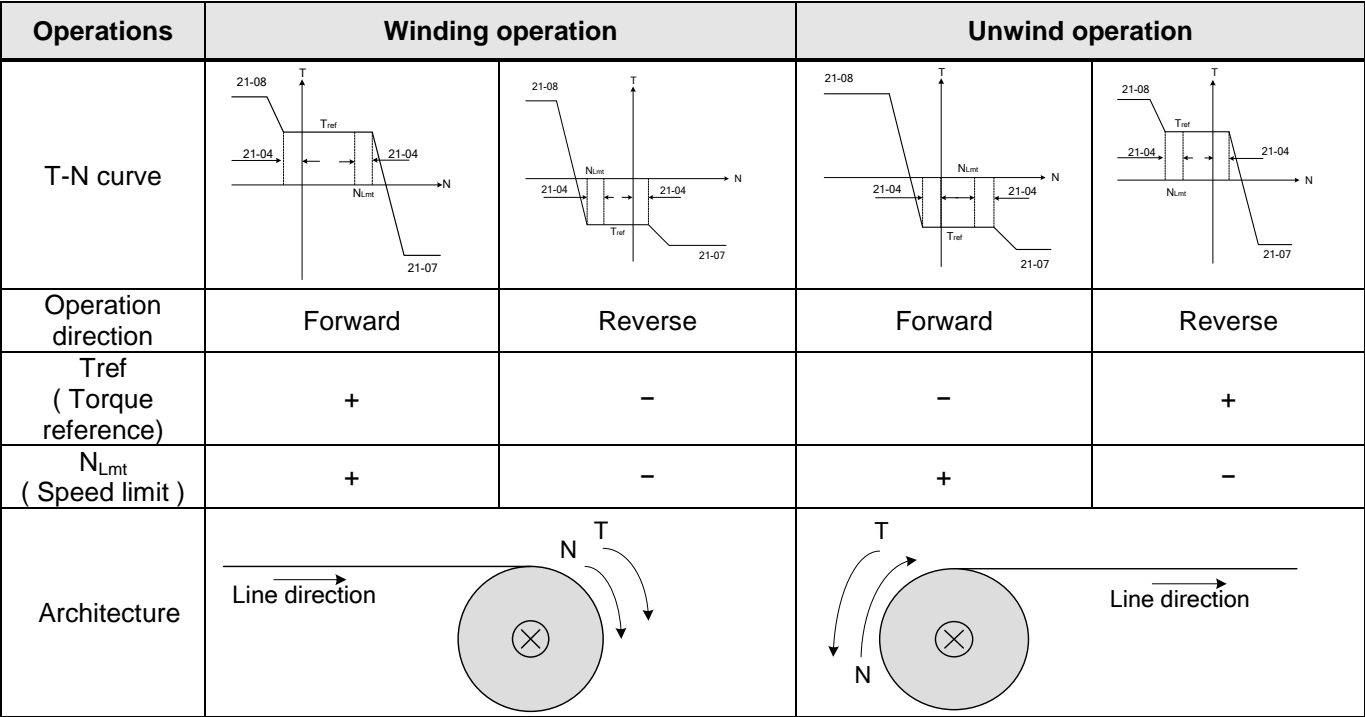 Operations
Winding operation
Unwind operation
T-N curve
21-08
T
Tref
21-04
21-04
N
NLmt
21-07
21-08
T
NLmt
N
21-04
21-04
Tref
21-07
21-08
T
NLmt
N
21-04
21-04
Tref
21-07
T
21-08
Tref
21-04
21-04
N
NLmt
21-07
Operation
direction
Forward
Reverse
Forward
Reverse
Tref
( Torque
reference)
+
−
−
+
NLmt
( Speed limit )
+
−
+
−
Architecture
T
N
Line direction
T
N
Line direction